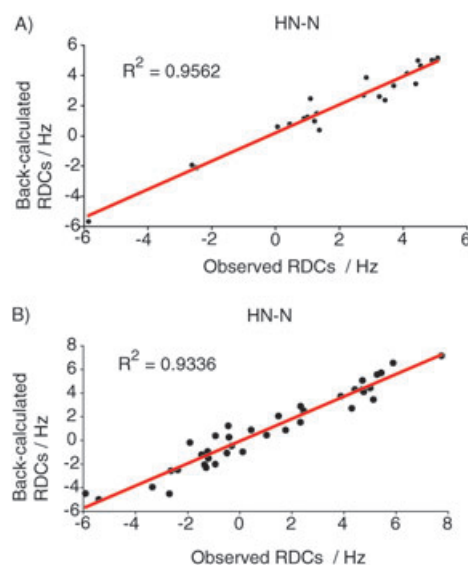 A)
HN-N
R² = 0.9562
Back-calculated
RDCs / Hz
6
4
2
0
-2
-4
-6
-6
-4
-2
0
2
4
6
Observed RDCs / Hz
B)
HN-N
R² = 0.9336
Back-calculated
RDCs / Hz
8
6
4
2
0
-2
-4
-6
-6
-4
-2
0
2
4
6
8
Observed RDCs / Hz